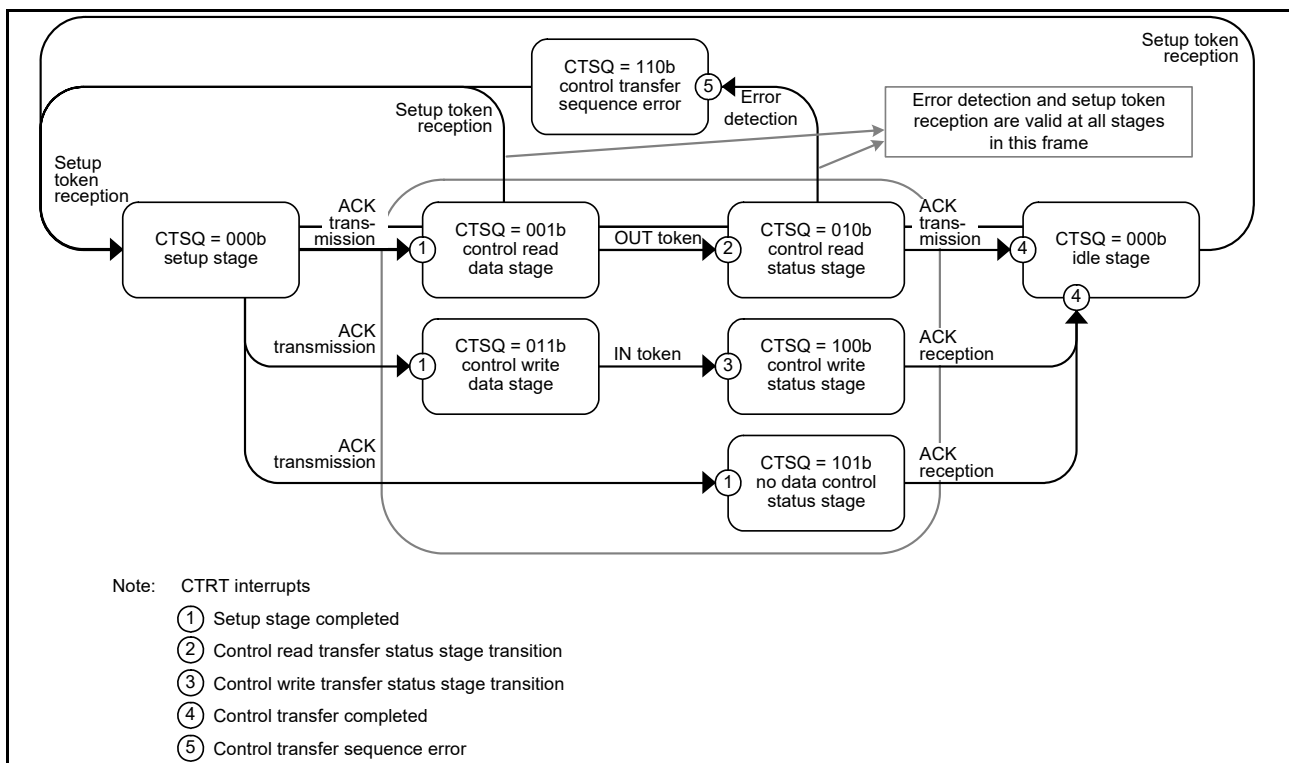 Setup token
reception
CTSQ = 110b
control transfer
sequence error
5
Error
detection
Setup token
reception
Error detection and setup token
reception are valid at all stages
in this frame
Setup
token
reception
CTSQ = 000b
setup stage
ACK
trans-
mission
1
CTSQ = 001b
control read
data stage
OUT token
2
CTSQ = 010b
control read
status stage
ACK
trans-
mission
4
CTSQ = 000b
idle stage
4
ACK
transmission
1
CTSQ = 011b
control write
data stage
IN token
3
CTSQ = 100b
control write
status stage
ACK
reception
ACK
transmission
1
CTSQ = 101b
no data control
status stage
ACK
reception
Note: CTRT interrupts
1 Setup stage completed
2 Control read transfer status stage transition
3 Control write transfer status stage transition
4 Control transfer completed
5 Control transfer sequence error